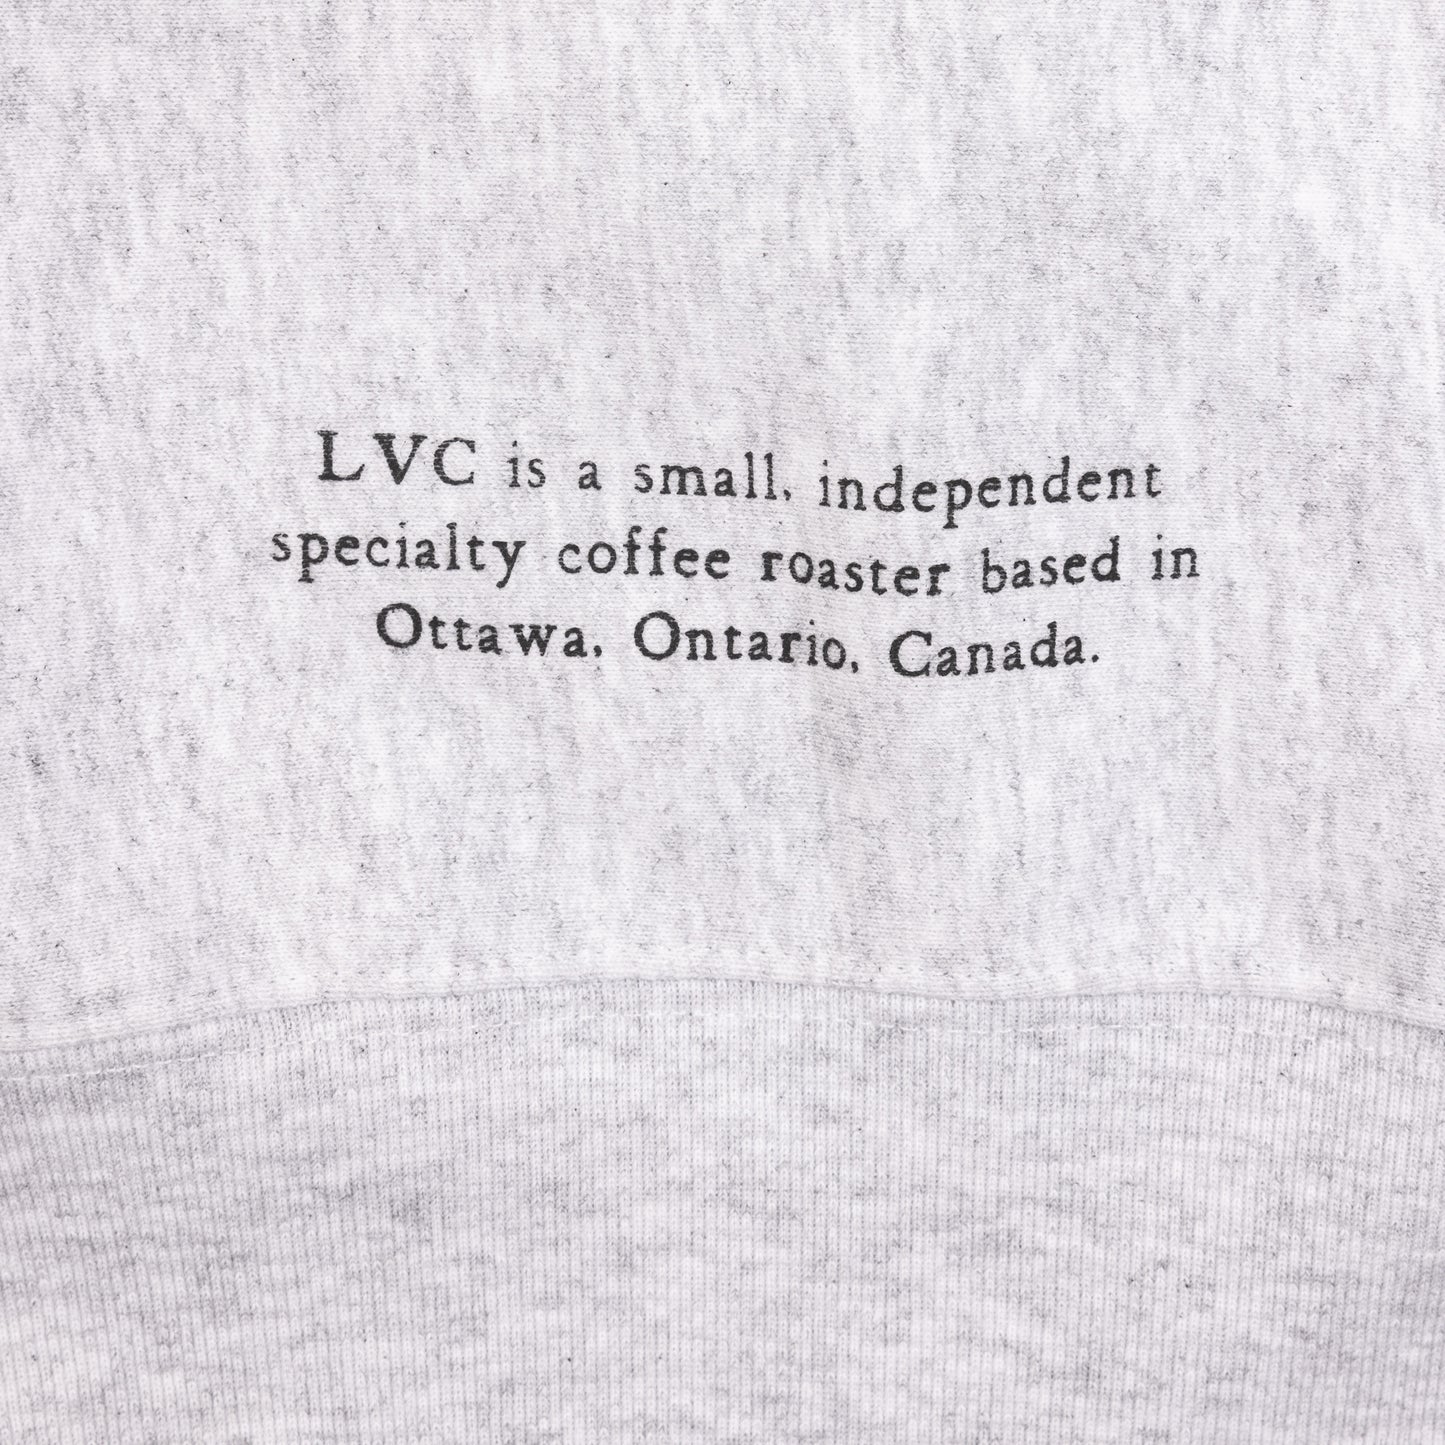 LVC is a small, independent
specialty coffee roaster based in
Ottawa, Ontario, Canada.